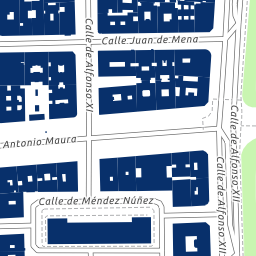 Calle Juan de Mena
Calle de Alfonso XI
Antonio Maura
Calle de Alfonso XII
Calle de Alfonso XII
Calle de Méndez Núñez